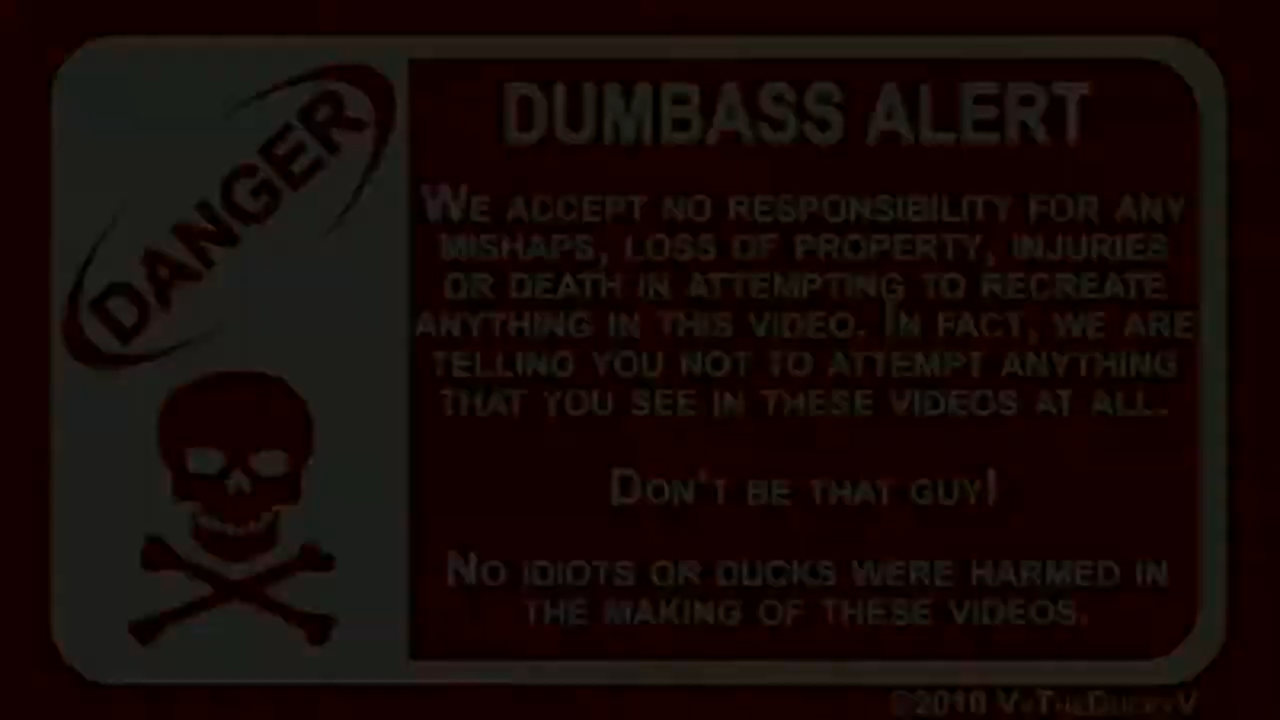 DANGER
DUMBASS ALERT
WE ACCEPT NO RESPONSIBILITY FOR ANY
MISHAPS, LOSS OF PROPERTY, INJURIES
OR DEATH IN ATTEMPTING TO RECREATE
ANYTHING IN THIS VIDEO. IN FACT, WE ARE
TELLING YOU NOT TO ATTEMPT ANYTHING
THAT YOU SEE IN THESE VIDEOS AT ALL.
DON'T BE THAT GUY!
NO IDIOTS OR DUCKS WERE HARMED IN
THE MAKING OF THESE VIDEOS.
©2010